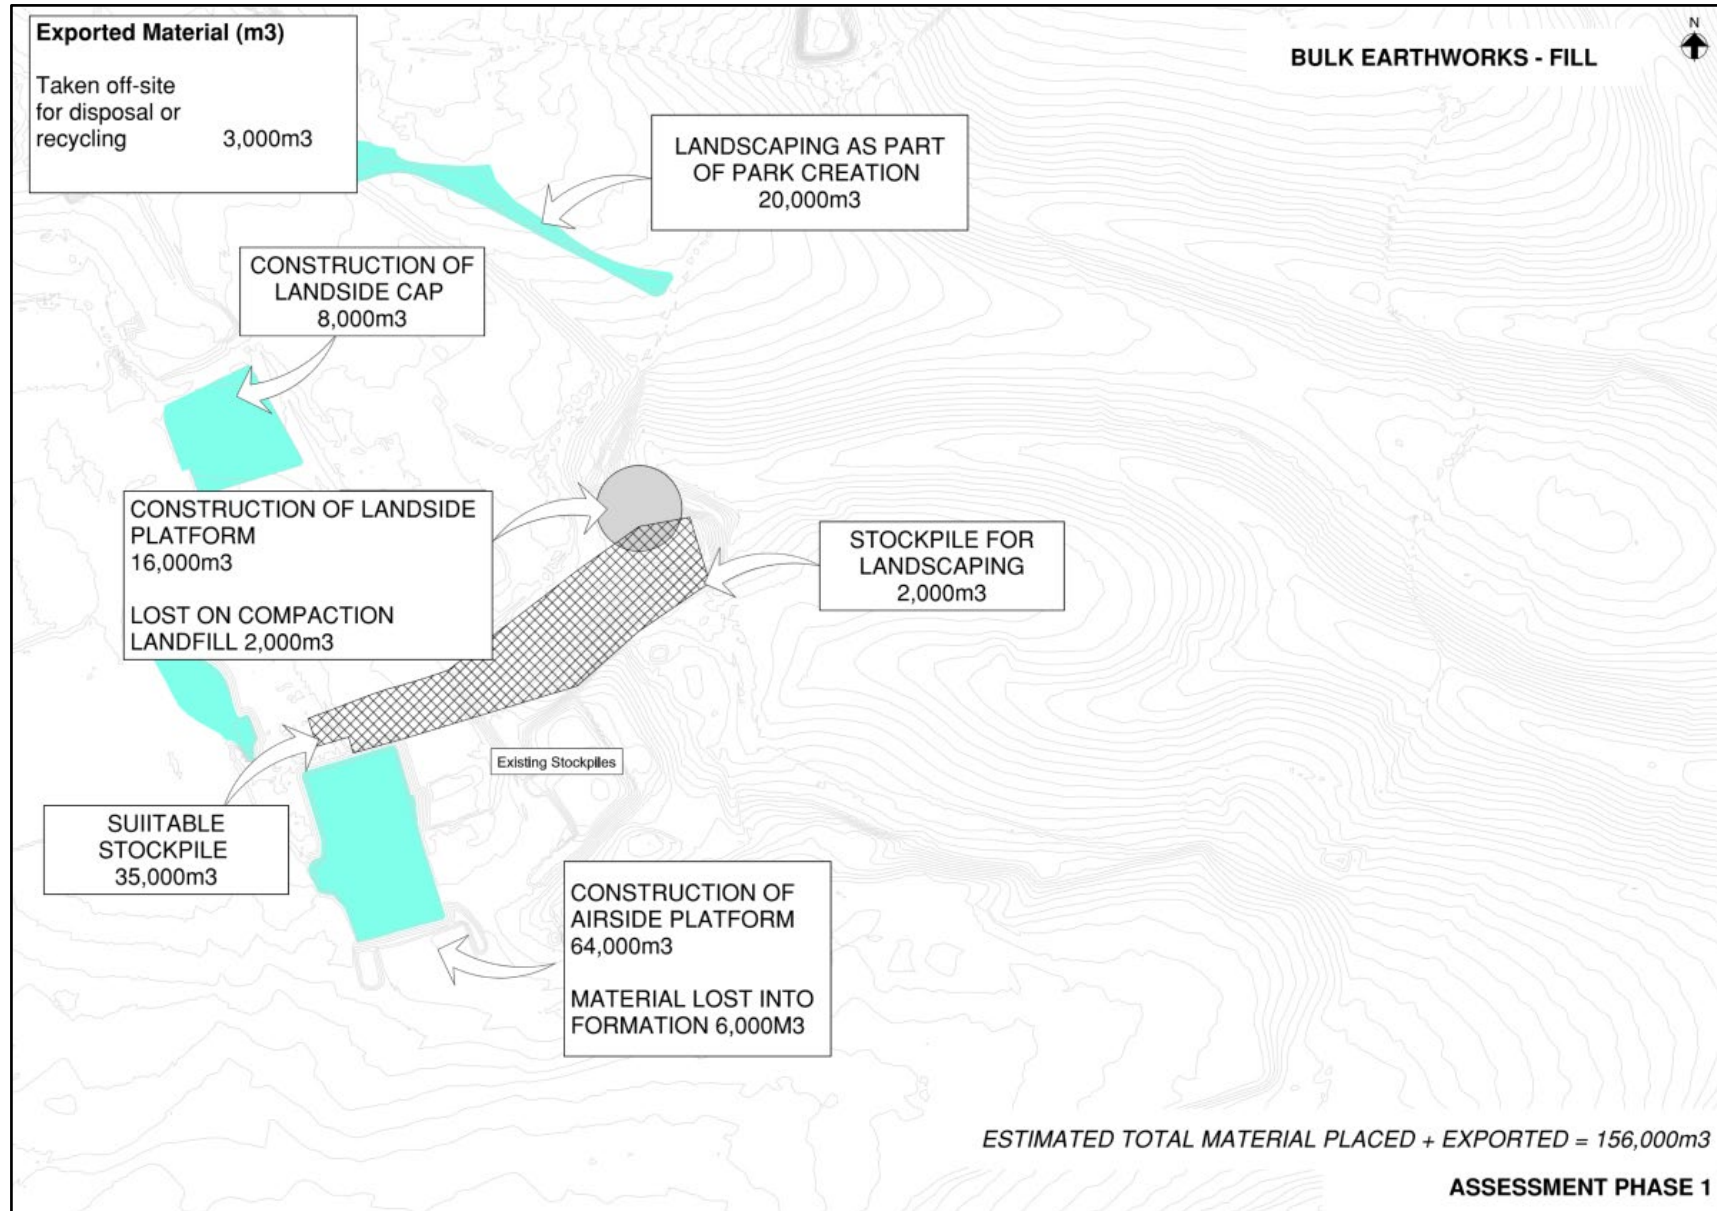 Exported Material (m3)
Taken off-site
for disposal or
recycling 3,000m3
BULK EARTHWORKS - FILL
N
LANDSCAPING AS PART
OF PARK CREATION
20,000m3
CONSTRUCTION OF
LANDSIDE CAP
8,000m3
CONSTRUCTION OF LANDSIDE
PLATFORM
16,000m3
LOST ON COMPACTION
LANDFILL 2,000m3
STOCKPILE FOR
LANDSCAPING
2,000m3
Existing Stockpiles
SUIITABLE
STOCKPILE
35,000m3
CONSTRUCTION OF
AIRSIDE PLATFORM
64,000m3
MATERIAL LOST INTO
FORMATION 6,000M3
ESTIMATED TOTAL MATERIAL PLACED + EXPORTED = 156,000m3
ASSESSMENT PHASE 1